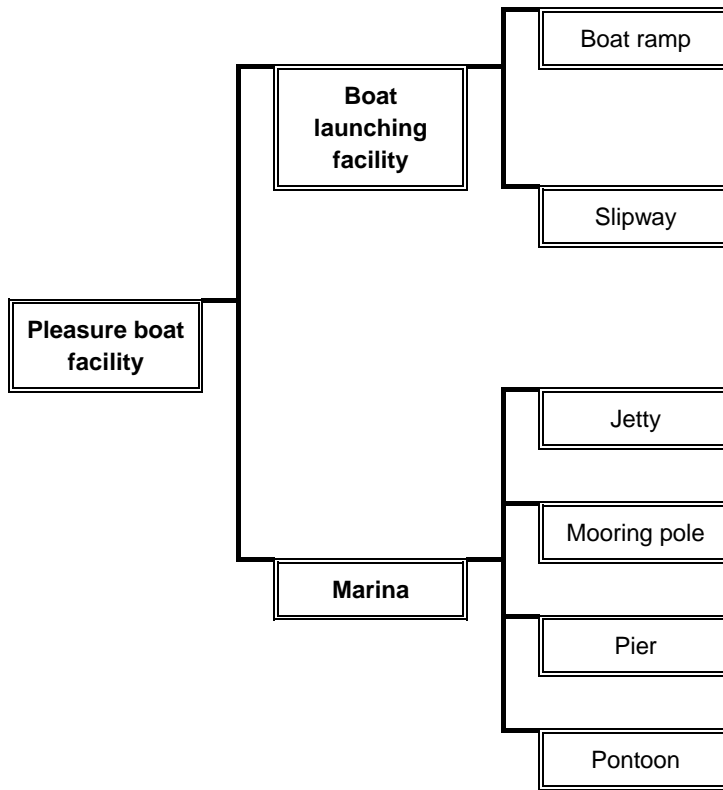 Boat ramp
Boat
launching
facility
Slipway
Pleasure boat
facility
Jetty
Mooring pole
Marina
Pier
Pontoon